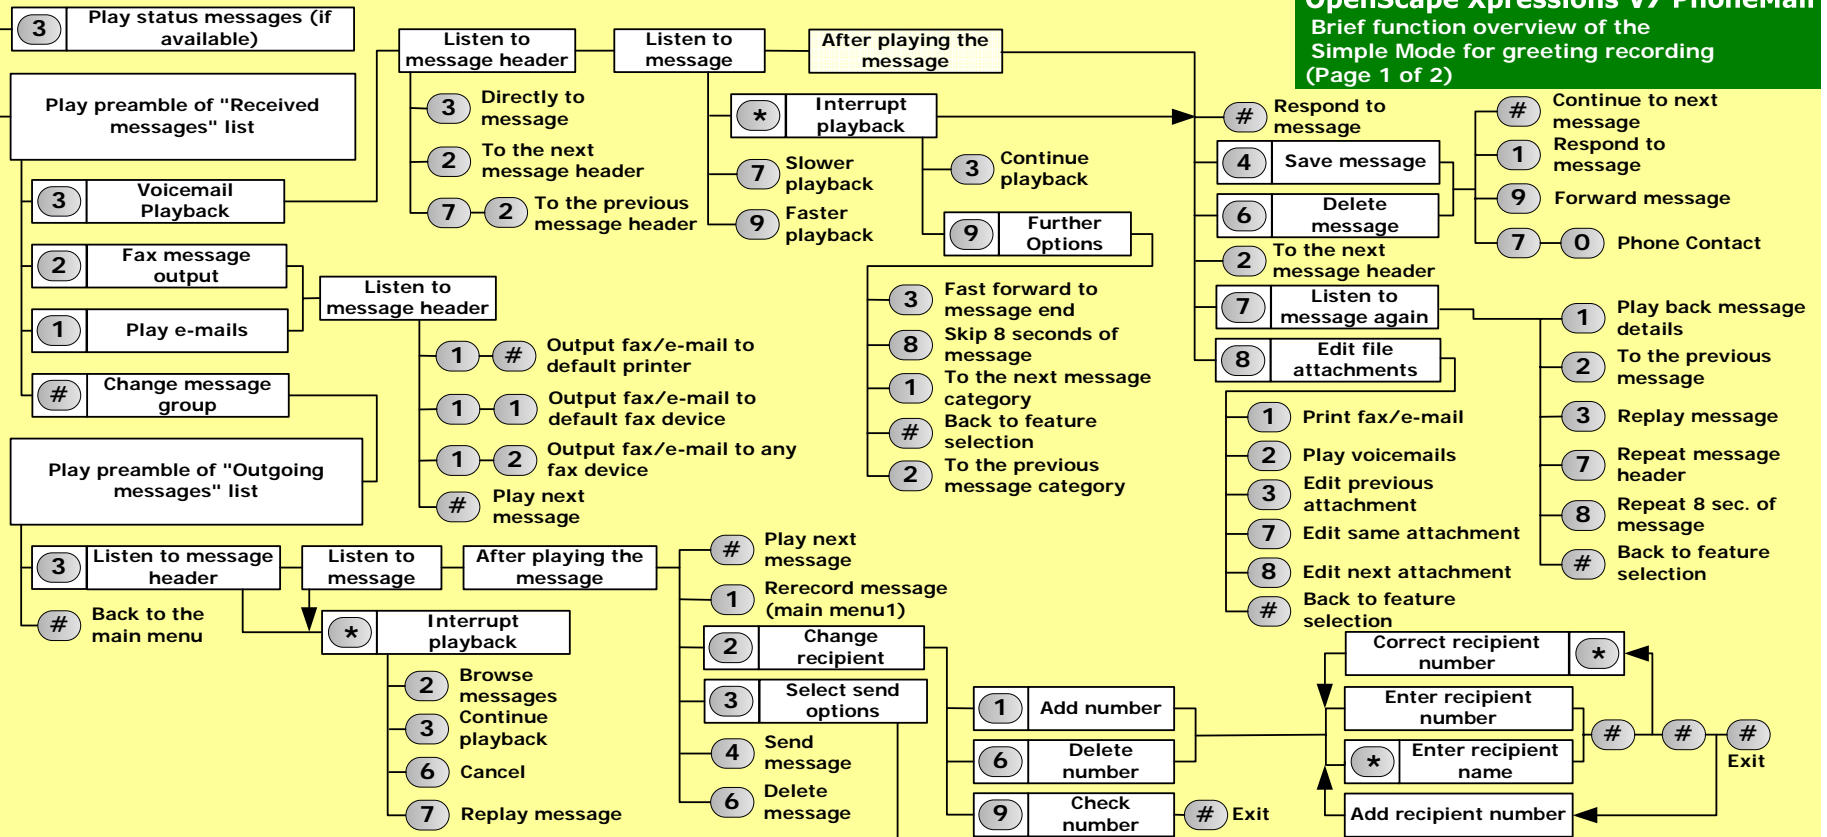 OpenScape Xpressions V7 PhoneMail
Brief function overview of the
Simple Mode for greeting recording
(Page 1 of 2)
3 Play status messages (if
available)
Play preamble of "Received
messages" list
3 Voicemail
Playback
2 Fax message
output
1 Play e-mails
# Change message
group
Listen to
message header
3 Directly to
message
2 To the next
message header
7 2 To the previous
message header
Listen to
message
* Interrupt
playback
7 Slower
playback
9 Faster
playback
3 Continue
playback
9 Further
Options
3 Fast forward to
message end
8 Skip 8 seconds of
message
1 To the next message
category
# Back to feature
selection
2 To the previous
message category
After playing the
message
# Respond to
message
4 Save message
6 Delete
message
# Continue to next
message
1 Respond to
message
9 Forward message
7 0 Phone Contact
2 To the next
message header
7 Listen to
message again
1 Play back message
details
2 To the previous
message
3 Replay message
7 Repeat message
header
8 Repeat 8 sec. of
message
# Back to feature
selection
8 Edit file
attachments
1 Print fax/e-mail
2 Play voicemails
3 Edit previous
attachment
7 Edit same attachment
8 Edit next attachment
# Back to feature
selection
Listen to
message header
1 # Output fax/e-mail to
default printer
1 1 Output fax/e-mail to
default fax device
1 2 Output fax/e-mail to any
fax device
# Play next
message
Play preamble of "Outgoing
messages" list
3 Listen to message
header
# Back to the
main menu
Listen to
message
* Interrupt
playback
2 Browse
messages
3 Continue
playback
6 Cancel
7 Replay message
After playing the
message
# Play next
message
1 Rerecord message
(main menu1)
2 Change
recipient
3 Select send
options
4 Send
message
6 Delete
message
1 Add number
6 Delete
number
9 Check
number
# Exit
Correct recipient
number *
Enter recipient
number
* Enter recipient
name
Add recipient number
# # #
Exit